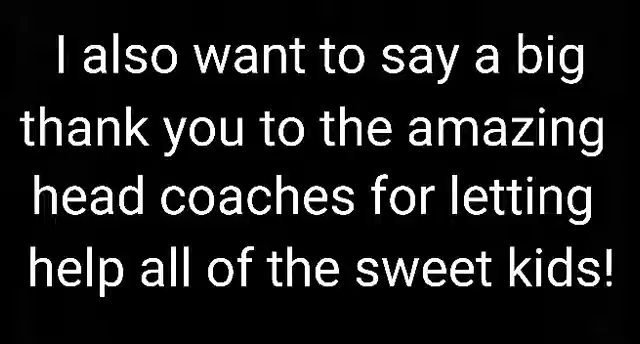 I also want to say a big
thank you to the amazing
head coaches for letting
help all of the sweet kids!